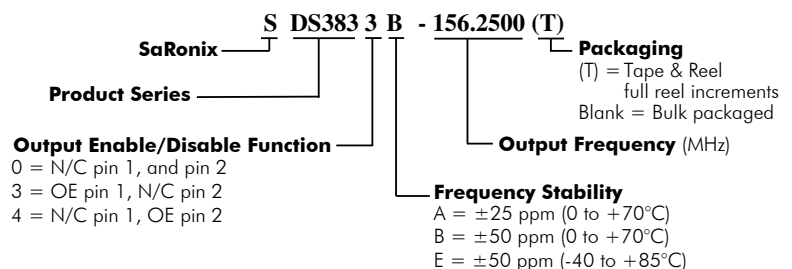 S DS383 3 B - 156.2500 (T)
SaRonix
Product Series
Output Enable/Disable Function
0 = N/C pin 1, and pin 2
3 = OE pin 1, N/C pin 2
4 = N/C pin 1, OE pin 2
Packaging
(T) = Tape & Reel
full reel increments
Blank = Bulk packaged
Output Frequency (MHz)
Frequency Stability
A = ±25 ppm (0 to +70°C)
B = ±50 ppm (0 to +70°C)
E = ±50 ppm (-40 to +85°C)